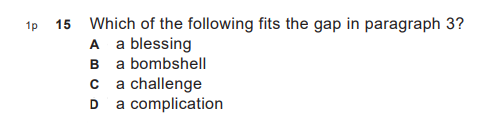 1p 15 Which of the following fits the gap in paragraph 3?
A a blessing
B a bombshell
C a challenge
D a complication